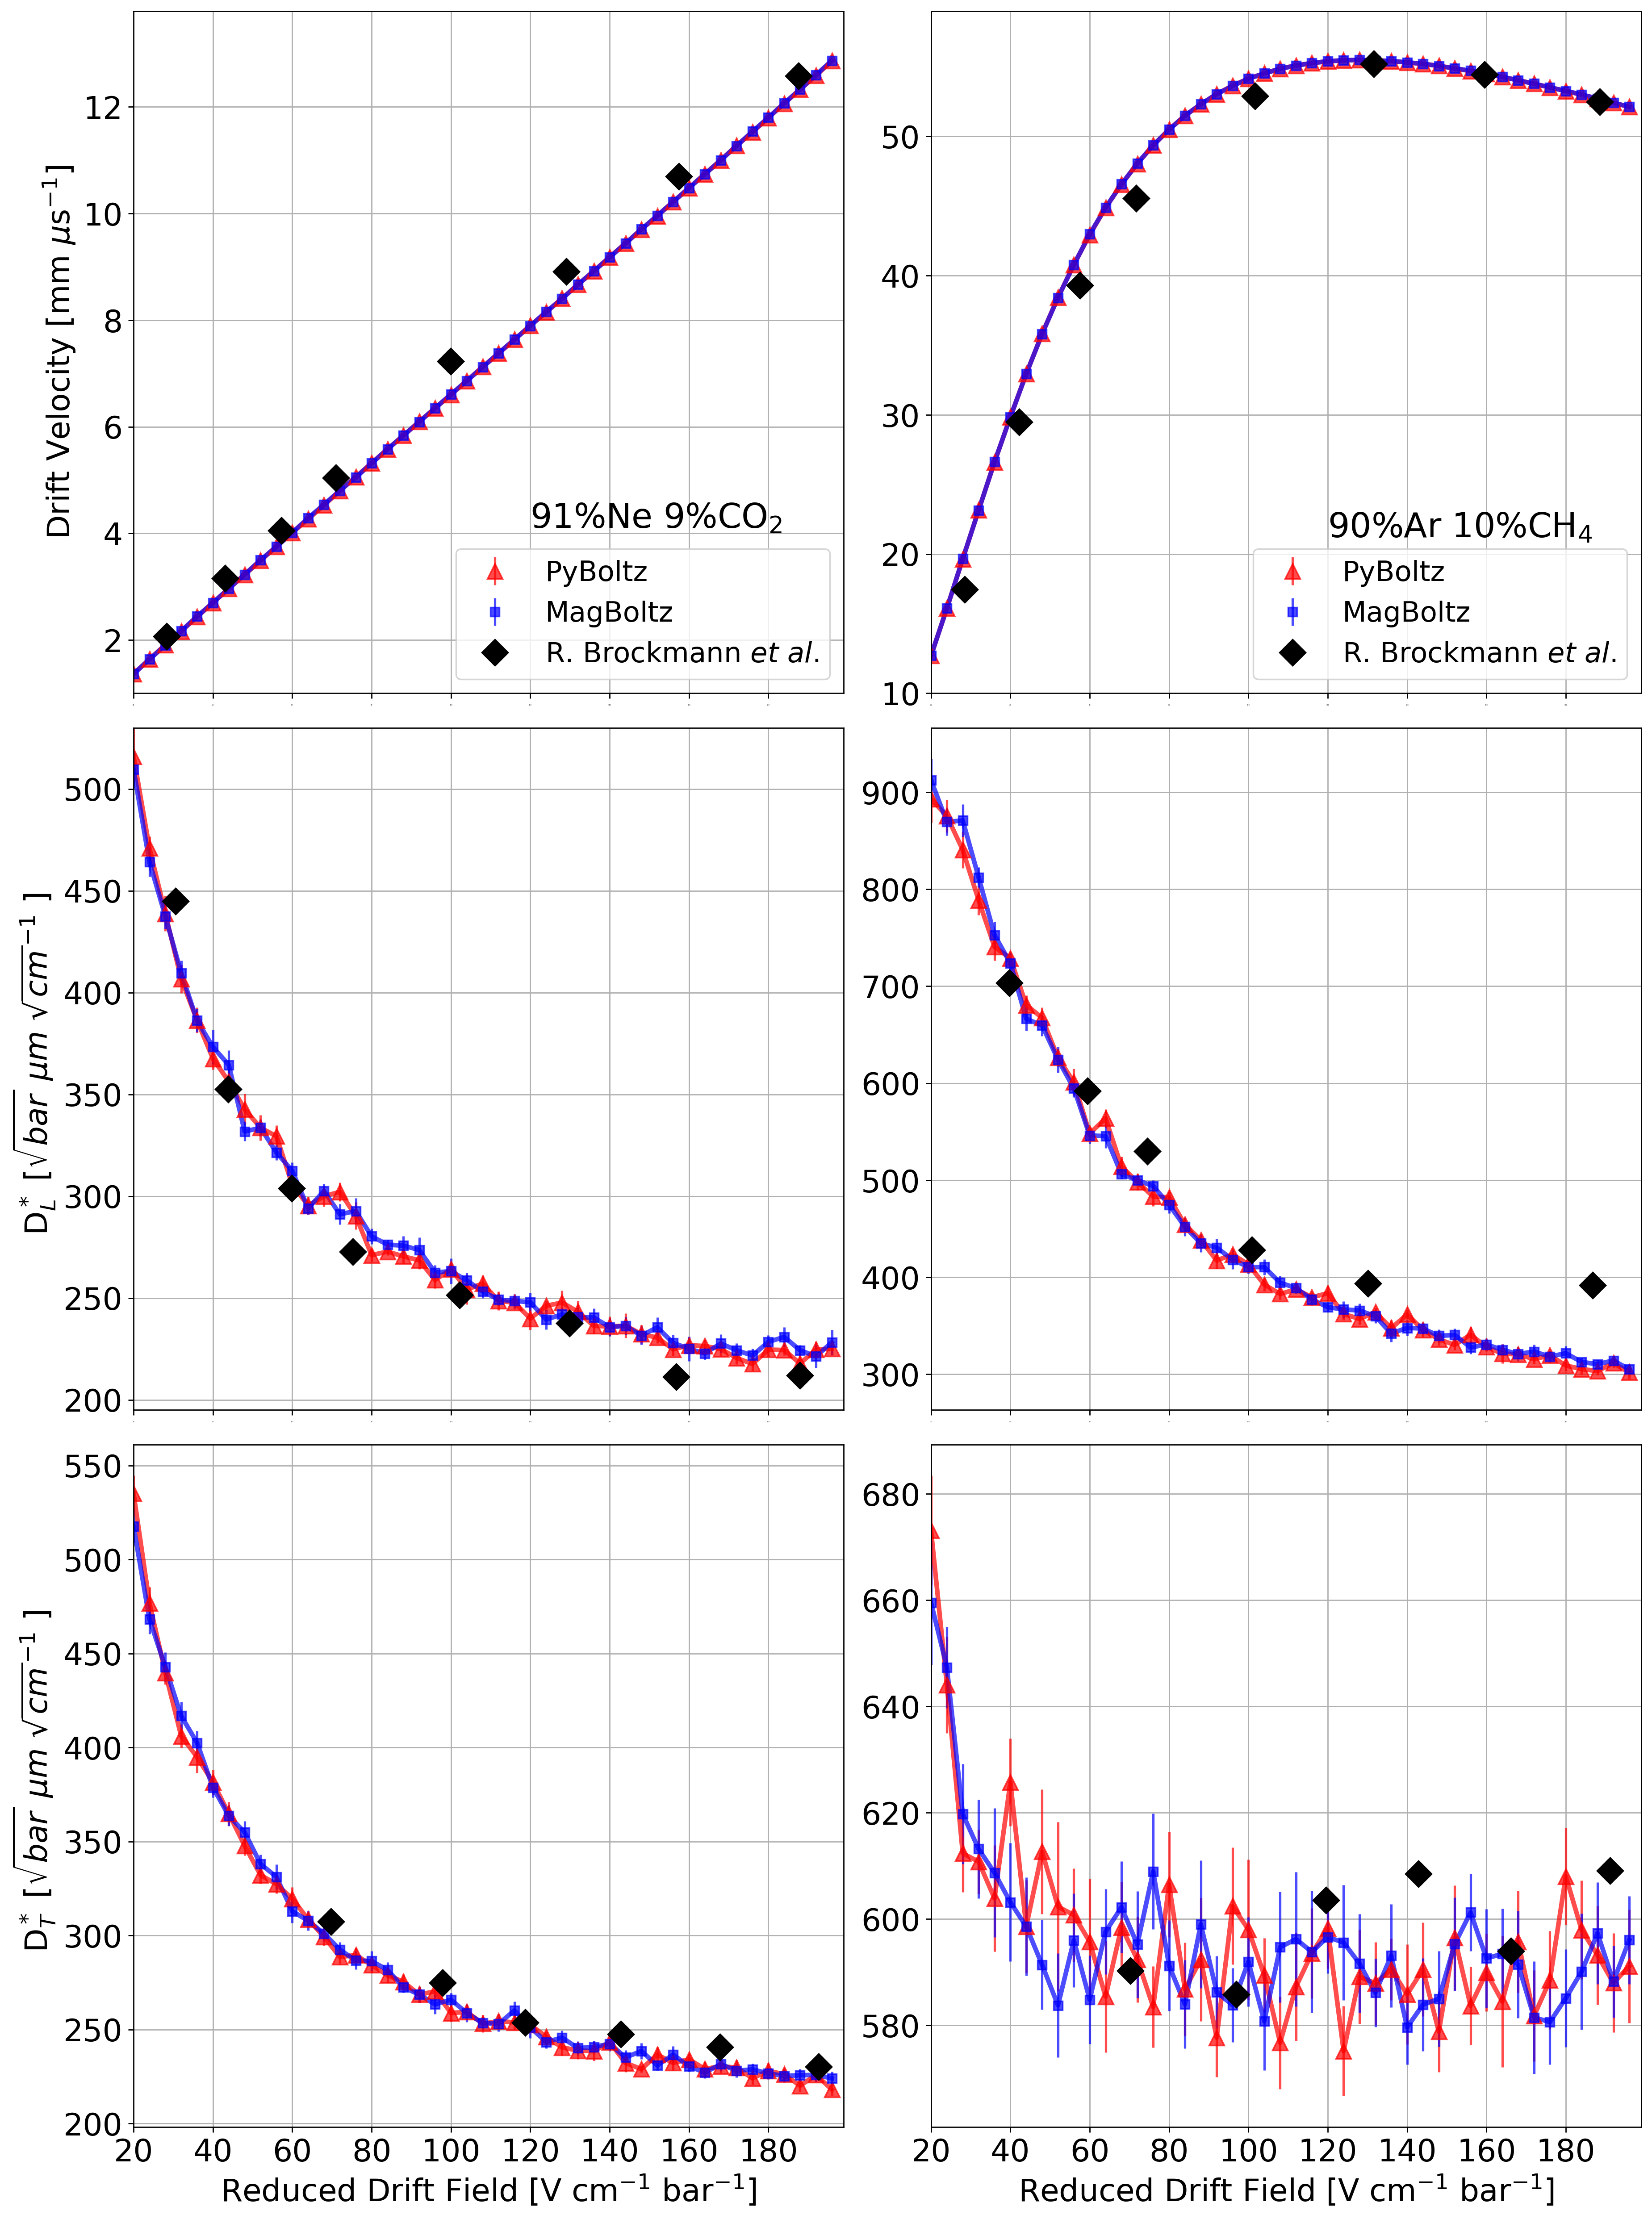 12
10
8
6
4
2
Drift Velocity [mm μs⁻¹]
91%Ne 9%CO₂
PyBoltz
MagBoltz
R. Brockmann et al.
50
40
30
20
10
90%Ar 10%CH₄
PyBoltz
MagBoltz
R. Brockmann et al.
500
450
400
350
300
250
200
D*_L [√bar μm √cm⁻¹ ]
900
800
700
600
500
400
300
550
500
450
400
350
300
250
200
D*_T [√bar μm √cm⁻¹ ]
680
660
640
620
600
580
20 40 60 80 100 120 140 160 180
20 40 60 80 100 120 140 160 180
Reduced Drift Field [V cm⁻¹ bar⁻¹]
Reduced Drift Field [V cm⁻¹ bar⁻¹]